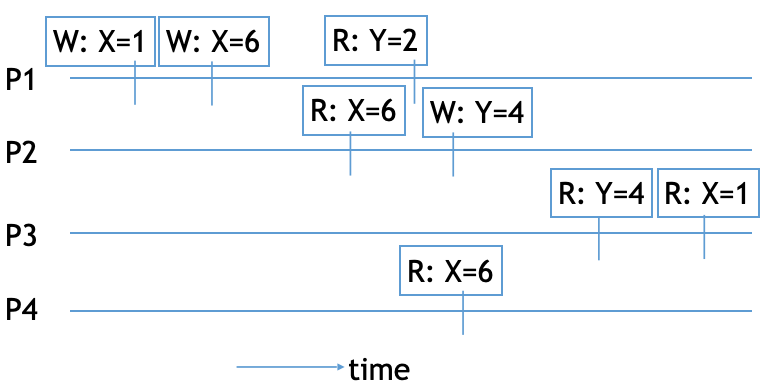 W: X=1
W: X=6
R: Y=2
P1
R: X=6
W: Y=4
P2
R: Y=4
R: X=1
P3
R: X=6
P4
time